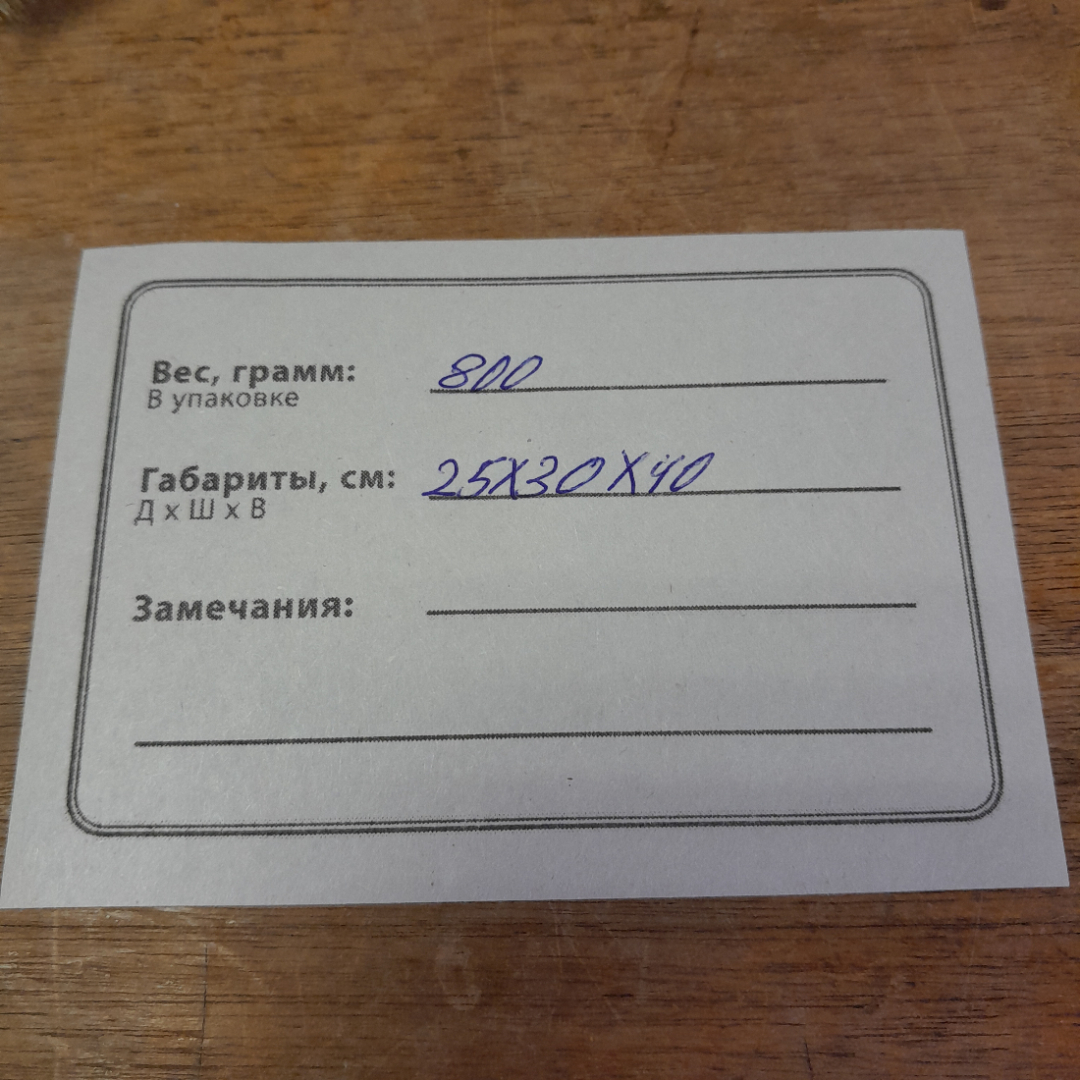 Вес, грамм: 800
В упаковке
Габариты, см: 25X30X40
Д х Ш х В
Замечания: